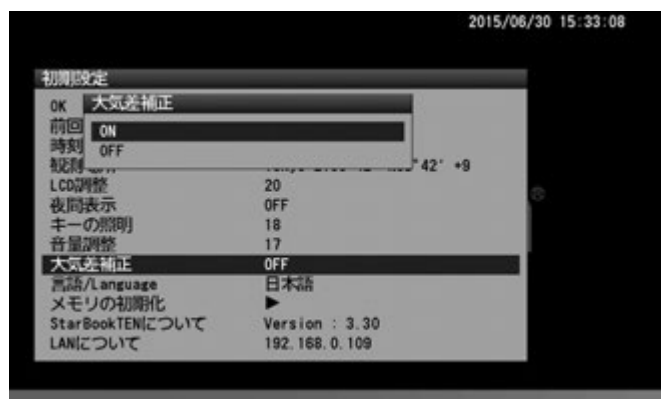 2015/06/30 15:33:08
初期設定
OK
大気差補正
前回
ON
時刻
OFF
°42' +9
LCD調整 20
夜間表示 OFF
キーの照明 18
音量調整 17
大気差補正 OFF
言語/Language 日本語
メモリの初期化 ▶
StarBookTENについて Version : 3.30
LANについて 192.168.0.109
®